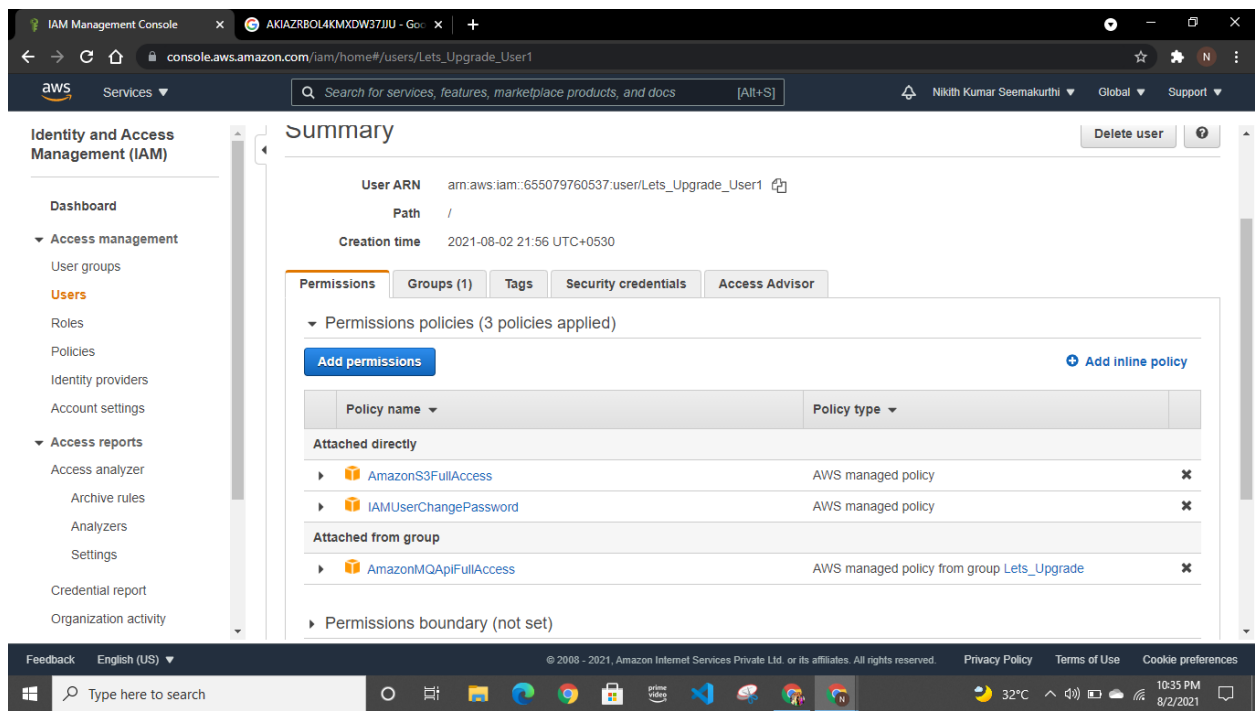 IAM Management Console
AKIAZRBOL4KMXDW37JJU - Goo
console.aws.amazon.com/iam/home#/users/Lets_Upgrade_User1
N
aws
Services
Search for services, features, marketplace products, and docs [Alt+S]
Nikith Kumar Seemakurthi
Global
Support
Identity and Access
Management (IAM)
Dashboard
Access management
User groups
Users
Roles
Policies
Identity providers
Account settings
Access reports
Access analyzer
Archive rules
Analyzers
Settings
Credential report
Organization activity
Summary
Delete user
User ARN arn:aws:iam::655079760537:user/Lets_Upgrade_User1
Path /
Creation time 2021-08-02 21:56 UTC+0530
Permissions Groups (1) Tags Security credentials Access Advisor
Permissions policies (3 policies applied)
Add permissions
Add inline policy
Policy name Policy type
Attached directly
AmazonS3FullAccess AWS managed policy
IAMUserChangePassword AWS managed policy
Attached from group
AmazonMQApiFullAccess AWS managed policy from group Lets_Upgrade
Permissions boundary (not set)
Feedback English (US) © 2008 - 2021, Amazon Internet Services Private Ltd. or its affiliates. All rights reserved. Privacy Policy Terms of Use Cookie preferences
Type here to search
prime
video
N
32°C
10:35 PM
8/2/2021